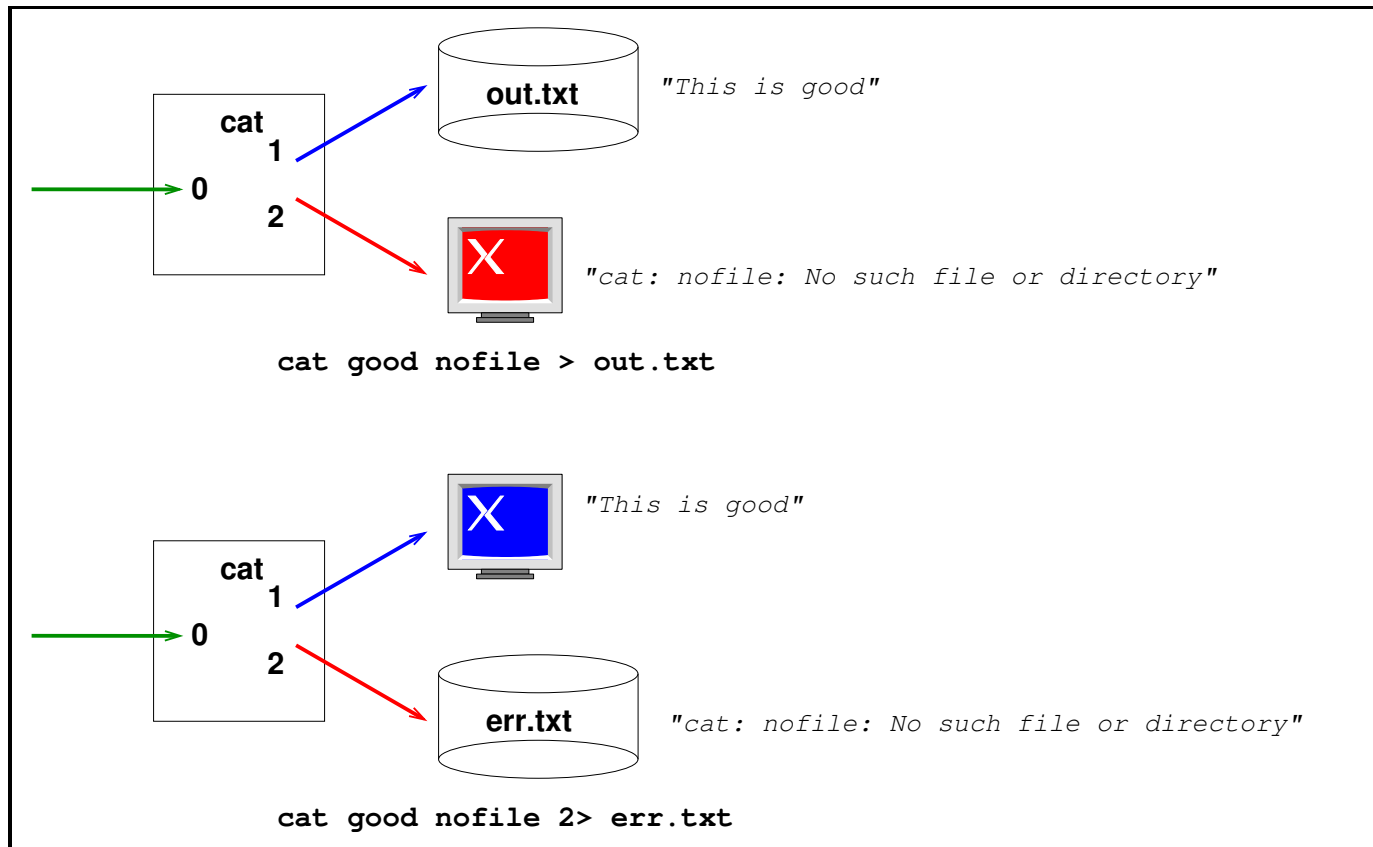 out.txt
"This is good"
cat
1
0
2
X
"cat: nofile: No such file or directory"
cat good nofile > out.txt
X
"This is good"
cat
1
0
2
err.txt
"cat: nofile: No such file or directory"
cat good nofile 2> err.txt